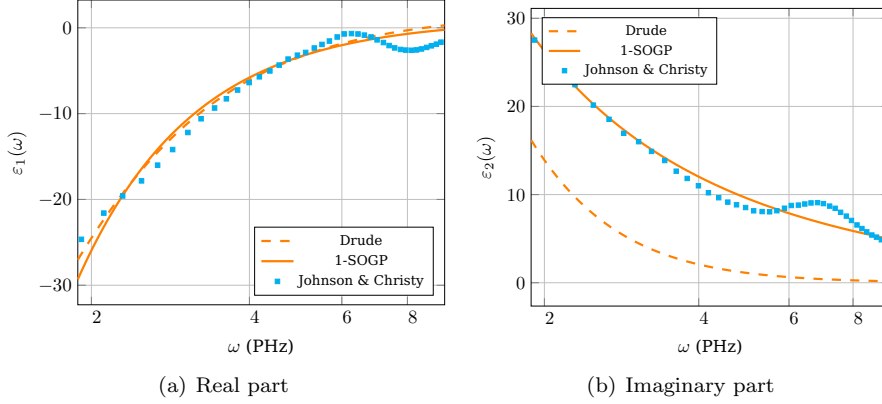 0
−10
−20
−30
ε1(ω)
Drude
1-SOGP
Johnson & Christy
2
4
6
8
ω (PHz)
(a) Real part
30
20
10
0
ε2(ω)
Drude
1-SOGP
Johnson & Christy
2
4
6
8
ω (PHz)
(b) Imaginary part